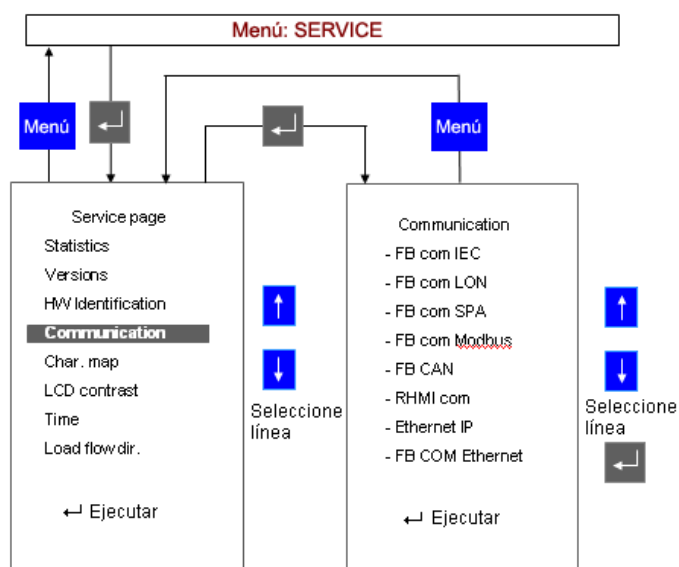 Menú: SERVICE
Menú
Menú
Service page
Statistics
Versions
HW Identification
Communication
Char. map
LCD contrast
Time
Load flow dir.
↵ Ejecutar
Seleccione
línea
Communication
- FB com IEC
- FB com LON
- FB com SPA
- FB com Modbus
- FB CAN
- RHMI com
- Ethernet IP
- FB COM Ethernet
↵ Ejecutar
Seleccione
línea